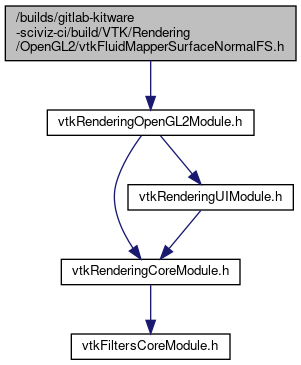 /builds/gitlab-kitware
-sciviz-ci/build/VTK/Rendering
/OpenGL2/vtkFluidMapperSurfaceNormalFS.h
vtkRenderingOpenGL2Module.h
vtkRenderingUIModule.h
vtkRenderingCoreModule.h
vtkFiltersCoreModule.h